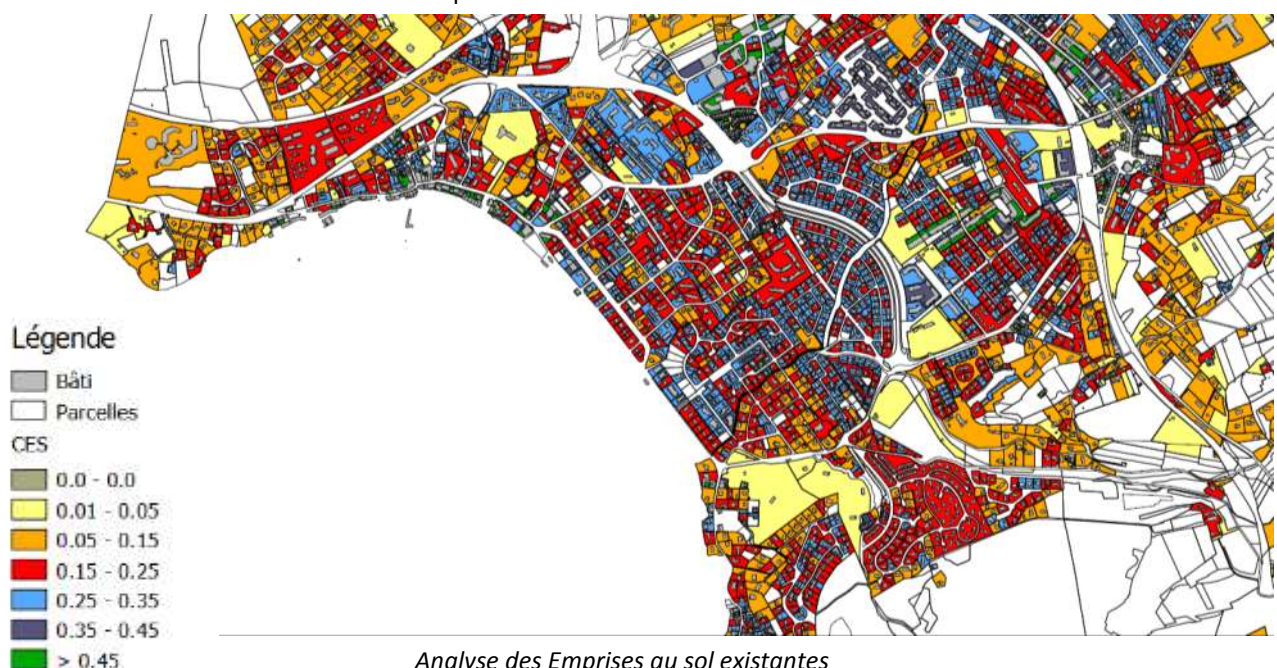 Légende
Bâti
Parcelles
CES
0.0 - 0.0
0.01 - 0.05
0.05 - 0.15
0.15 - 0.25
0.25 - 0.35
0.35 - 0.45
> 0.45
Analyse des Emprises au sol existantes